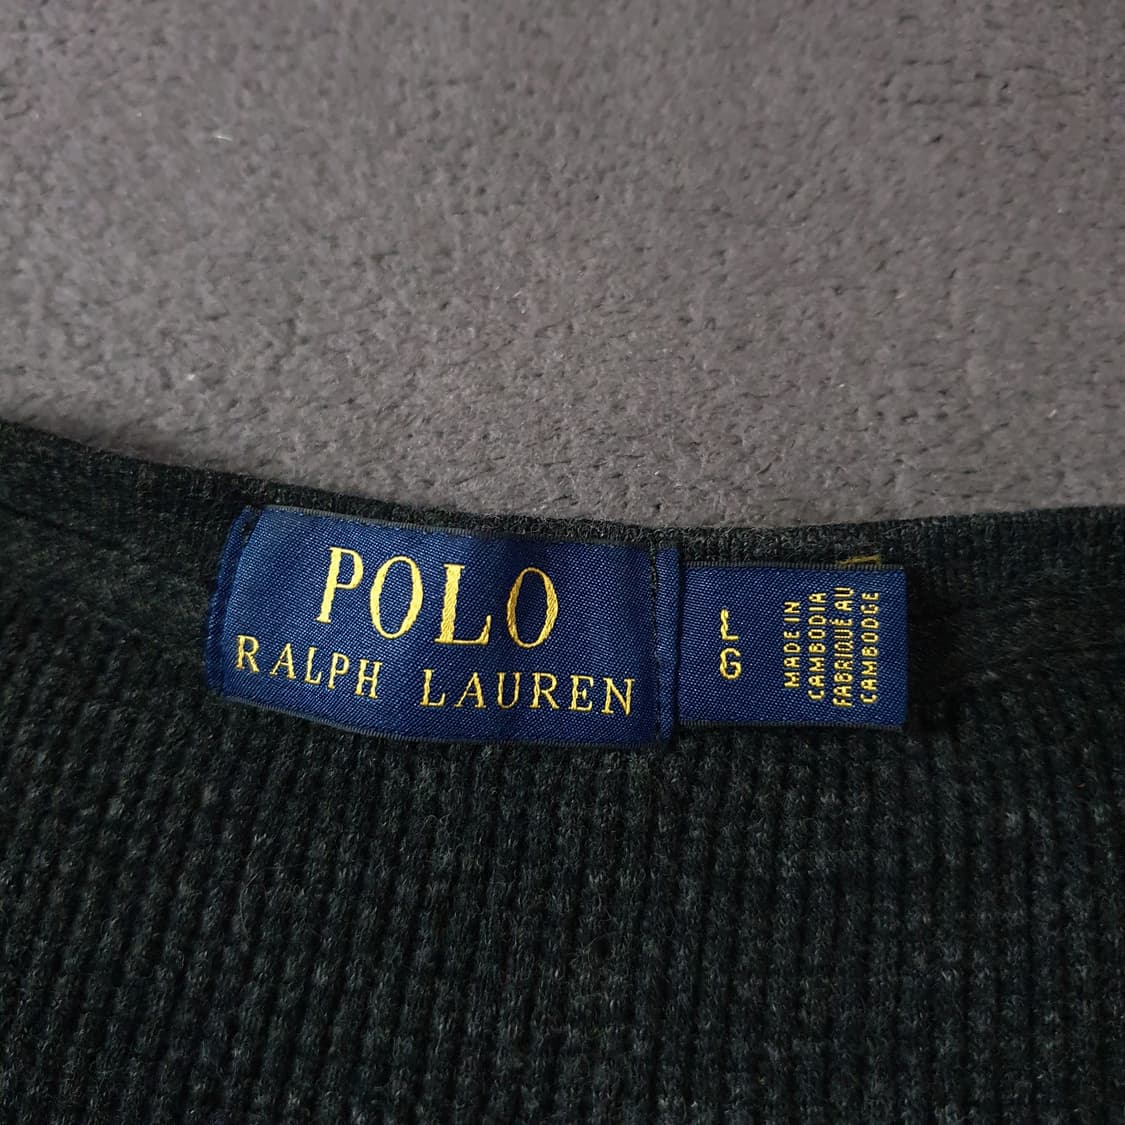 POLO
RALPH LAUREN
L
G
MADE IN
CAMBODIA
FABRIQUÉ AU
CAMBODGE